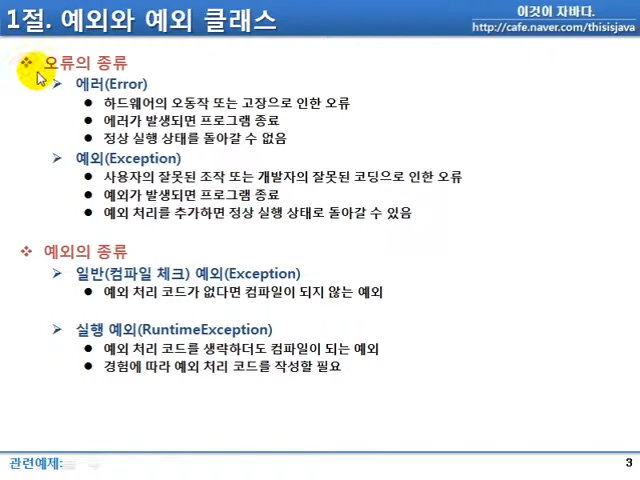 1절. 예외와 예외 클래스
이것이 자바다.
http://cafe.naver.com/thisisjava
오류의 종류
에러(Error)
하드웨어의 오동작 또는 고장으로 인한 오류
에러가 발생되면 프로그램 종료
정상 실행 상태를 돌아갈 수 없음
예외(Exception)
사용자의 잘못된 조작 또는 개발자의 잘못된 코딩으로 인한 오류
예외가 발생되면 프로그램 종료
예외 처리를 추가하면 정상 실행 상태로 돌아갈 수 있음
예외의 종류
일반(컴파일 체크) 예외(Exception)
예외 처리 코드가 없다면 컴파일이 되지 않는 예외
실행 예외(RuntimeException)
예외 처리 코드를 생략하더도 컴파일이 되는 예외
경험에 따라 예외 처리 코드를 작성할 필요
관련예제:
3